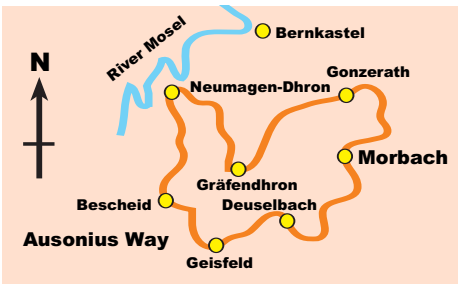 River Mosel
Bernkastel
N
Gonzerath
Neumagen-Dhron
Morbach
Gräfendhron
Bescheid
Deuselbach
Ausonius Way
Geisfeld